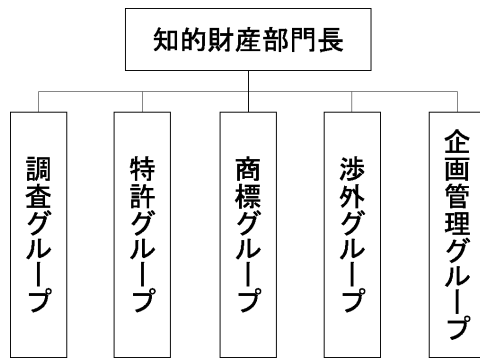 知的財産部門長
調査グループ
特許グループ
商標グループ
渉外グループ
企画管理グループ